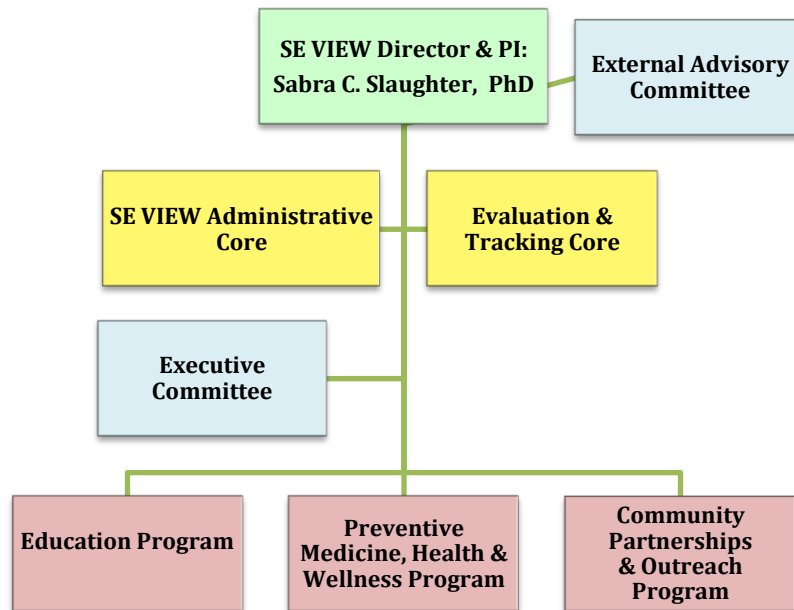 SE VIEW Director & PI:
Sabra C. Slaughter, PhD
External Advisory
Committee
SE VIEW Administrative
Core
Evaluation &
Tracking Core
Executive
Committee
Education Program
Preventive
Medicine, Health &
Wellness Program
Community
Partnerships
& Outreach
Program